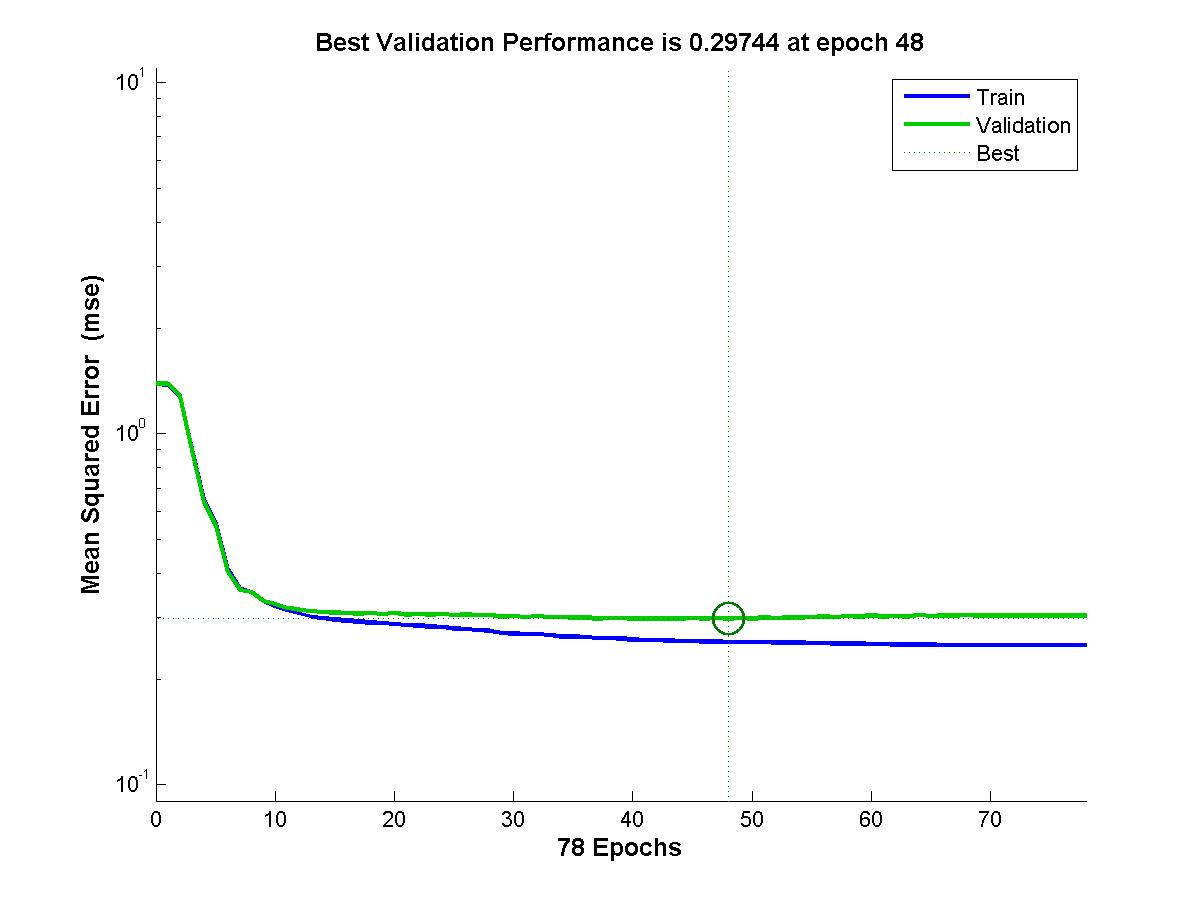 Best Validation Performance is 0.29744 at epoch 48
10^1
Train
Validation
Best
Mean Squared Error (mse)
10^0
10^-1
0 10 20 30 40 50 60 70
78 Epochs